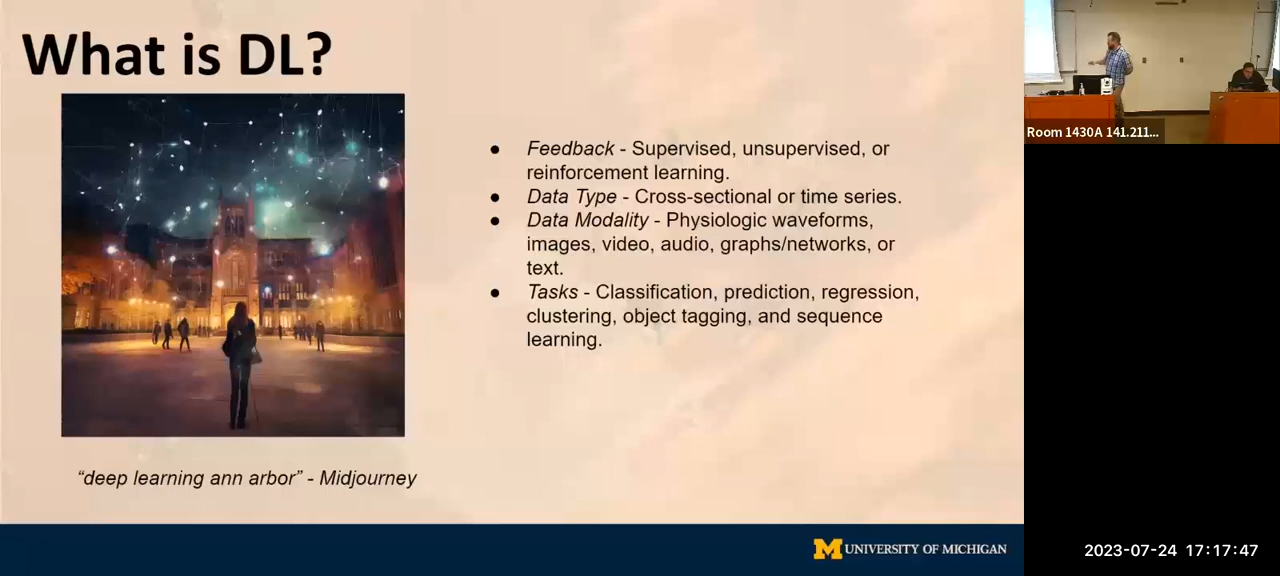 What is DL?
● Feedback - Supervised, unsupervised, or
reinforcement learning.
● Data Type - Cross-sectional or time series.
● Data Modality - Physiologic waveforms,
images, video, audio, graphs/networks, or
text.
● Tasks - Classification, prediction, regression,
clustering, object tagging, and sequence
learning.
“deep learning ann arbor” - Midjourney
M UNIVERSITY OF MICHIGAN
Room 1430A 141.211...
2023-07-24 17:17:47